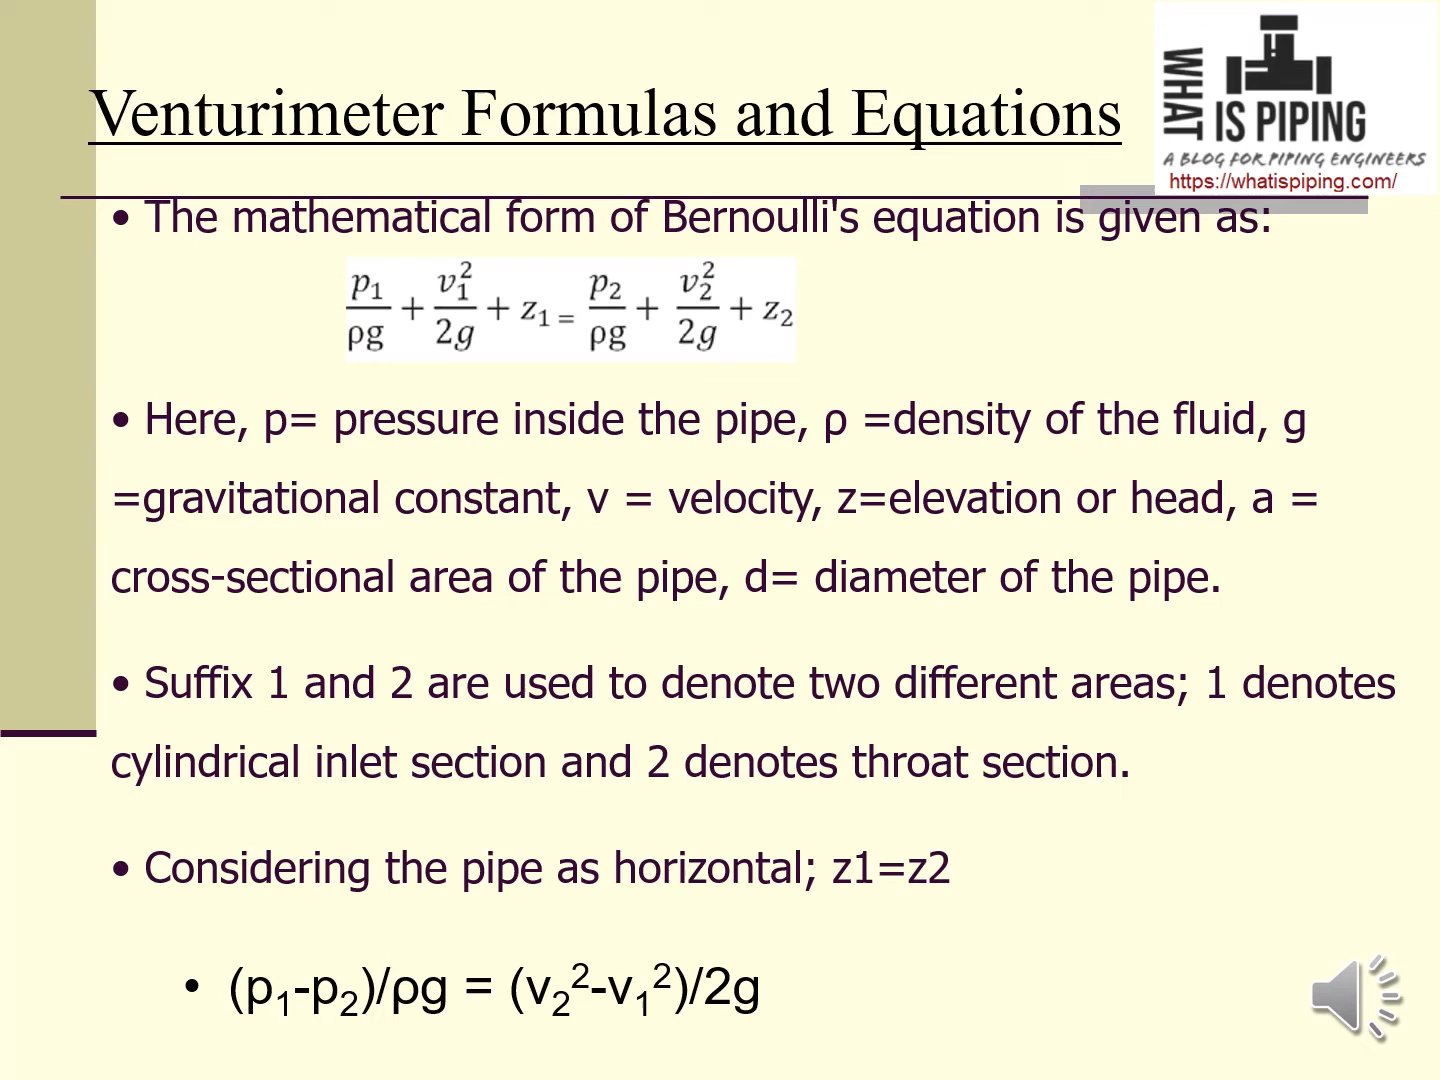 WHAT
IS PIPING
A BLOG FOR PIPING ENGINEERS
https://whatispiping.com/
Venturimeter Formulas and Equations
• The mathematical form of Bernoulli's equation is given as:
p₁/ρg + v₁²/2g + z₁ = p₂/ρg + v₂²/2g + z₂
• Here, p= pressure inside the pipe, ρ =density of the fluid, g
=gravitational constant, v = velocity, z=elevation or head, a =
cross-sectional area of the pipe, d= diameter of the pipe.
• Suffix 1 and 2 are used to denote two different areas; 1 denotes
cylindrical inlet section and 2 denotes throat section.
• Considering the pipe as horizontal; z1=z2
• (p₁-p₂)/ρg = (v₂²-v₁²)/2g